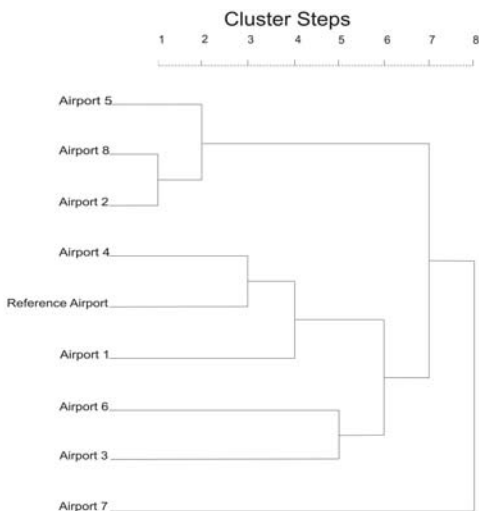 Cluster Steps
1 2 3 4 5 6 7 8
Airport 5
Airport 8
Airport 2
Airport 4
Reference Airport
Airport 1
Airport 6
Airport 3
Airport 7